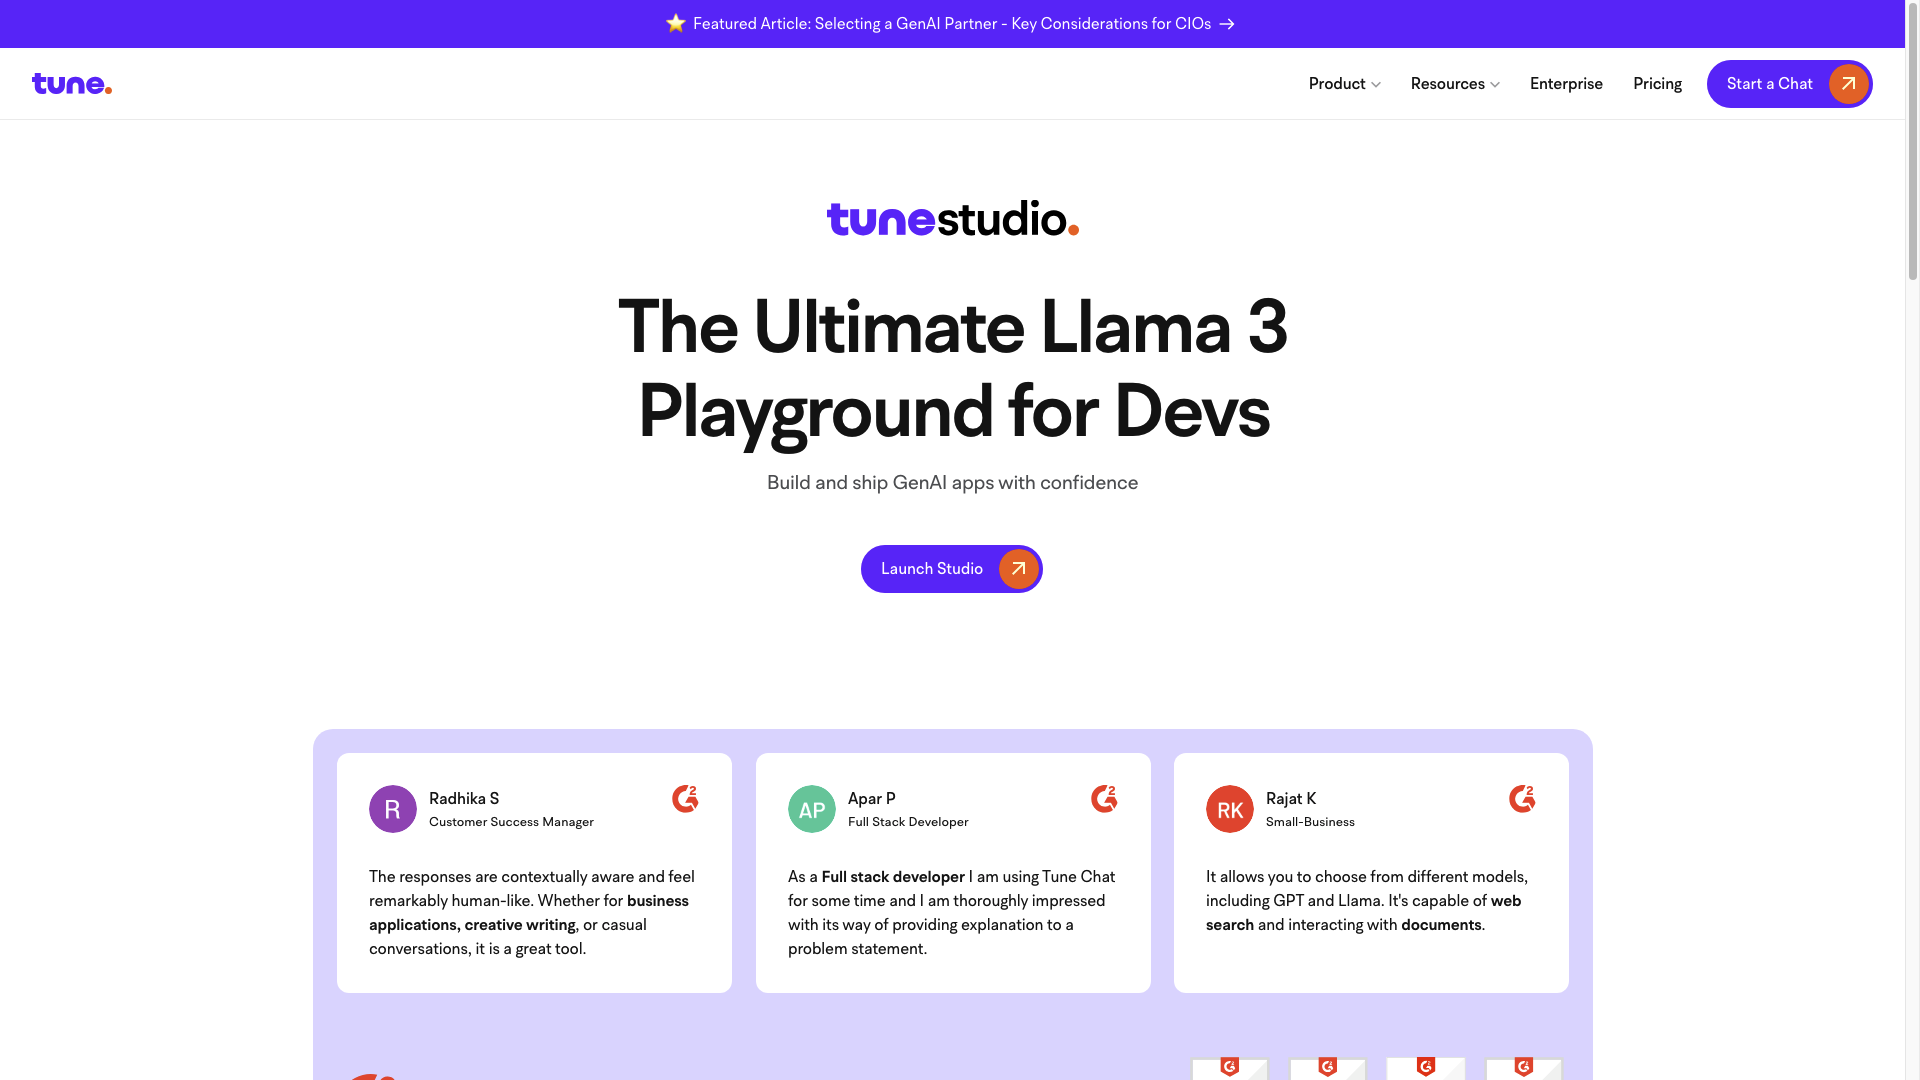 Featured Article: Selecting a GenAI Partner - Key Considerations for CIOs →
tune.
Product
Resources
Enterprise
Pricing
Start a Chat
tunestudio.
The Ultimate Llama 3
Playground for Devs
Build and ship GenAI apps with confidence
Launch Studio
R
Radhika S
Customer Success Manager
G2
The responses are contextually aware and feel
remarkably human-like. Whether for business
applications, creative writing, or casual
conversations, it is a great tool.
AP
Apar P
Full Stack Developer
G2
As a Full stack developer I am using Tune Chat
for some time and I am thoroughly impressed
with its way of providing explanation to a
problem statement.
RK
Rajat K
Small-Business
G2
It allows you to choose from different models,
including GPT and Llama. It's capable of web
search and interacting with documents.